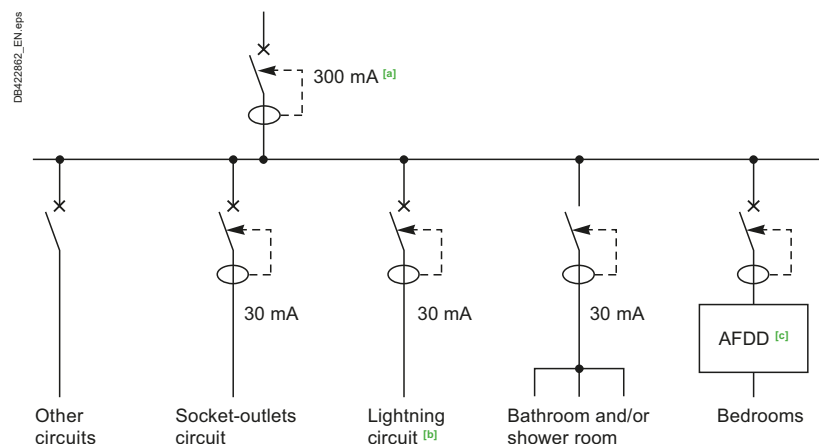 DB422862_EN.eps
300 mA [a]
30 mA
30 mA
30 mA
AFDD [c]
Other
circuits
Socket-outlets
circuit
Lightning
circuit [b]
Bathroom and/or
shower room
Bedrooms